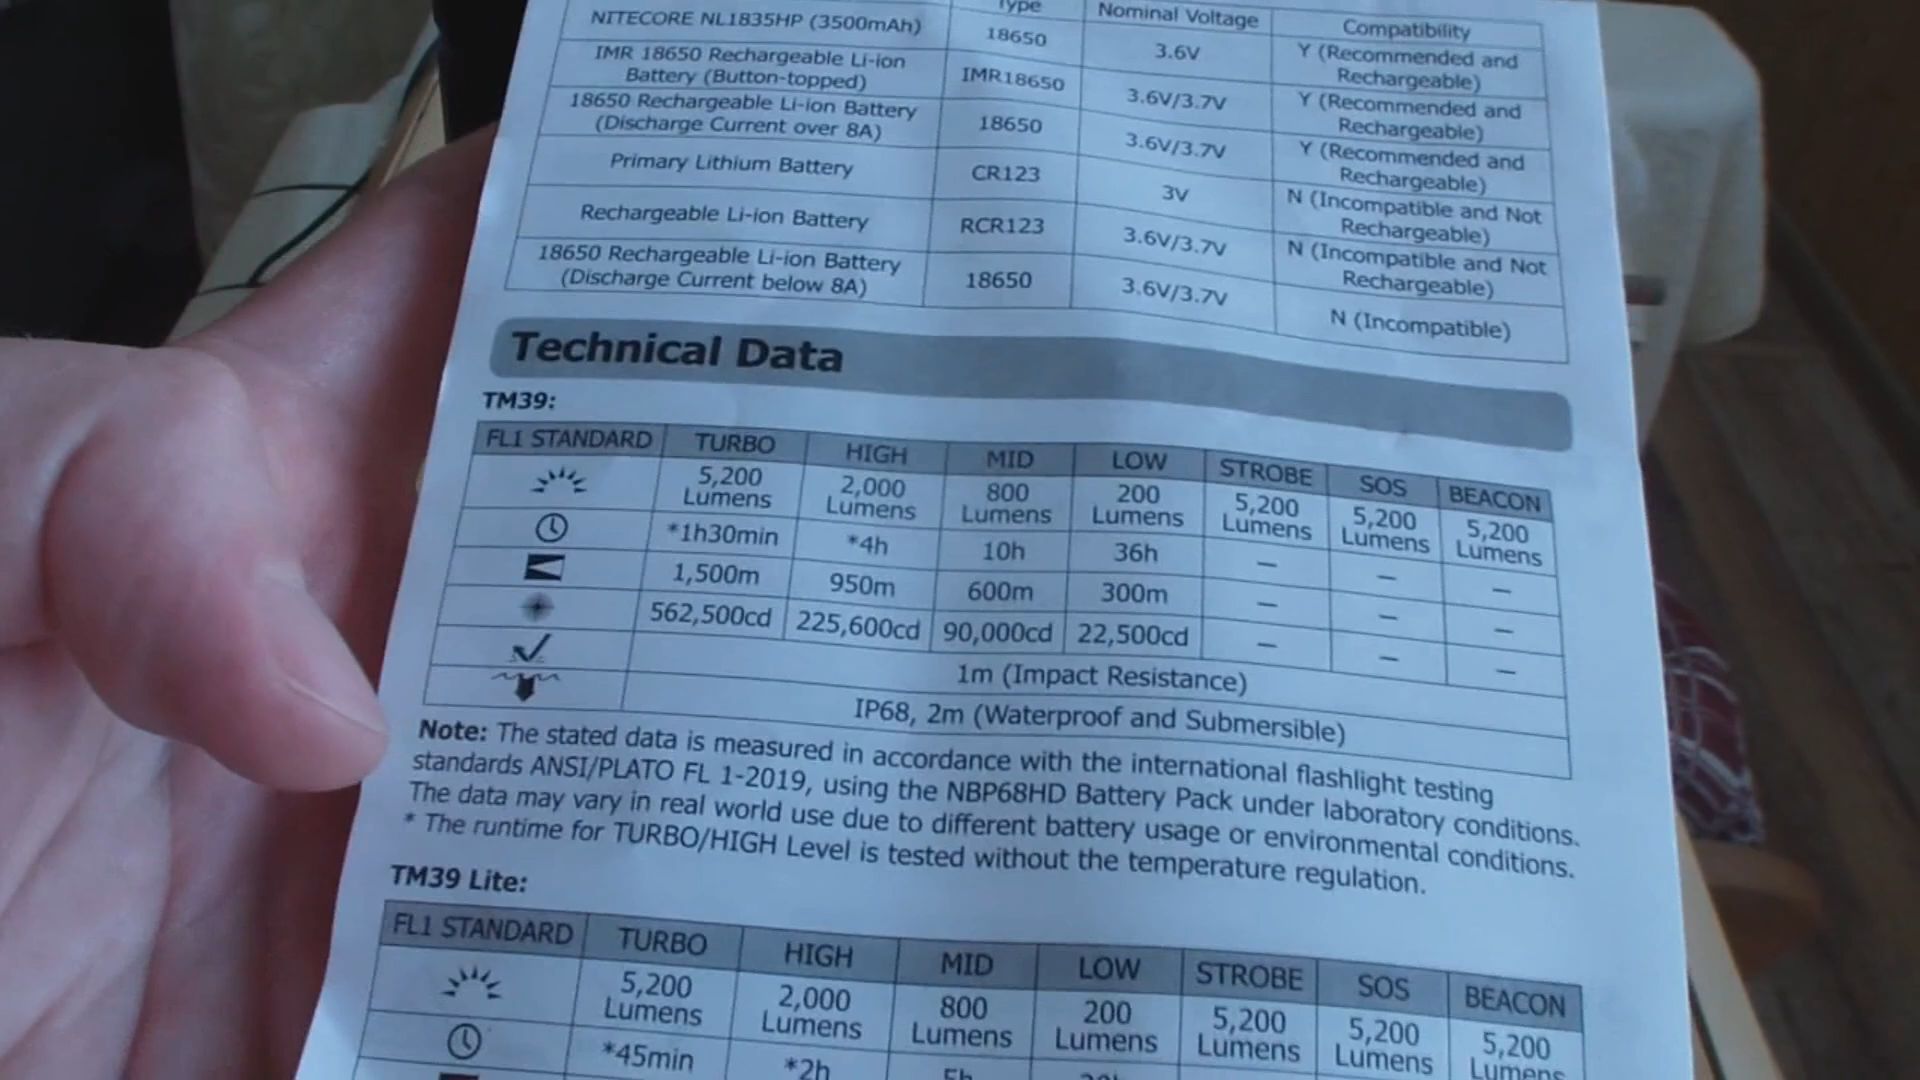 Type Nominal Voltage Compatibility
NITECORE NL1835HP (3500mAh) 18650 3.6V Y (Recommended and
Rechargeable)
IMR 18650 Rechargeable Li-ion
Battery (Button-topped) IMR18650 3.6V/3.7V Y (Recommended and
Rechargeable)
18650 Rechargeable Li-ion Battery
(Discharge Current over 8A) 18650 3.6V/3.7V Y (Recommended and
Rechargeable)
Primary Lithium Battery CR123 3V N (Incompatible and Not
Rechargeable)
Rechargeable Li-ion Battery RCR123 3.6V/3.7V N (Incompatible and Not
Rechargeable)
18650 Rechargeable Li-ion Battery
(Discharge Current below 8A) 18650 3.6V/3.7V N (Incompatible)
Technical Data
TM39:
FL1 STANDARD TURBO HIGH MID LOW STROBE SOS BEACON
5,200 2,000 800 200 5,200 5,200 5,200
Lumens Lumens Lumens Lumens Lumens Lumens Lumens
*1h30min *4h 10h 36h — — —
1,500m 950m 600m 300m — — —
562,500cd 225,600cd 90,000cd 22,500cd — — —
1m (Impact Resistance)
IP68, 2m (Waterproof and Submersible)
Note: The stated data is measured in accordance with the international flashlight testing
standards ANSI/PLATO FL 1-2019, using the NBP68HD Battery Pack under laboratory conditions.
The data may vary in real world use due to different battery usage or environmental conditions.
* The runtime for TURBO/HIGH Level is tested without the temperature regulation.
TM39 Lite:
FL1 STANDARD TURBO HIGH MID LOW STROBE SOS BEACON
5,200 2,000 800 200 5,200 5,200 5,200
Lumens Lumens Lumens Lumens Lumens Lumens Lumens
*45min *2h 5h